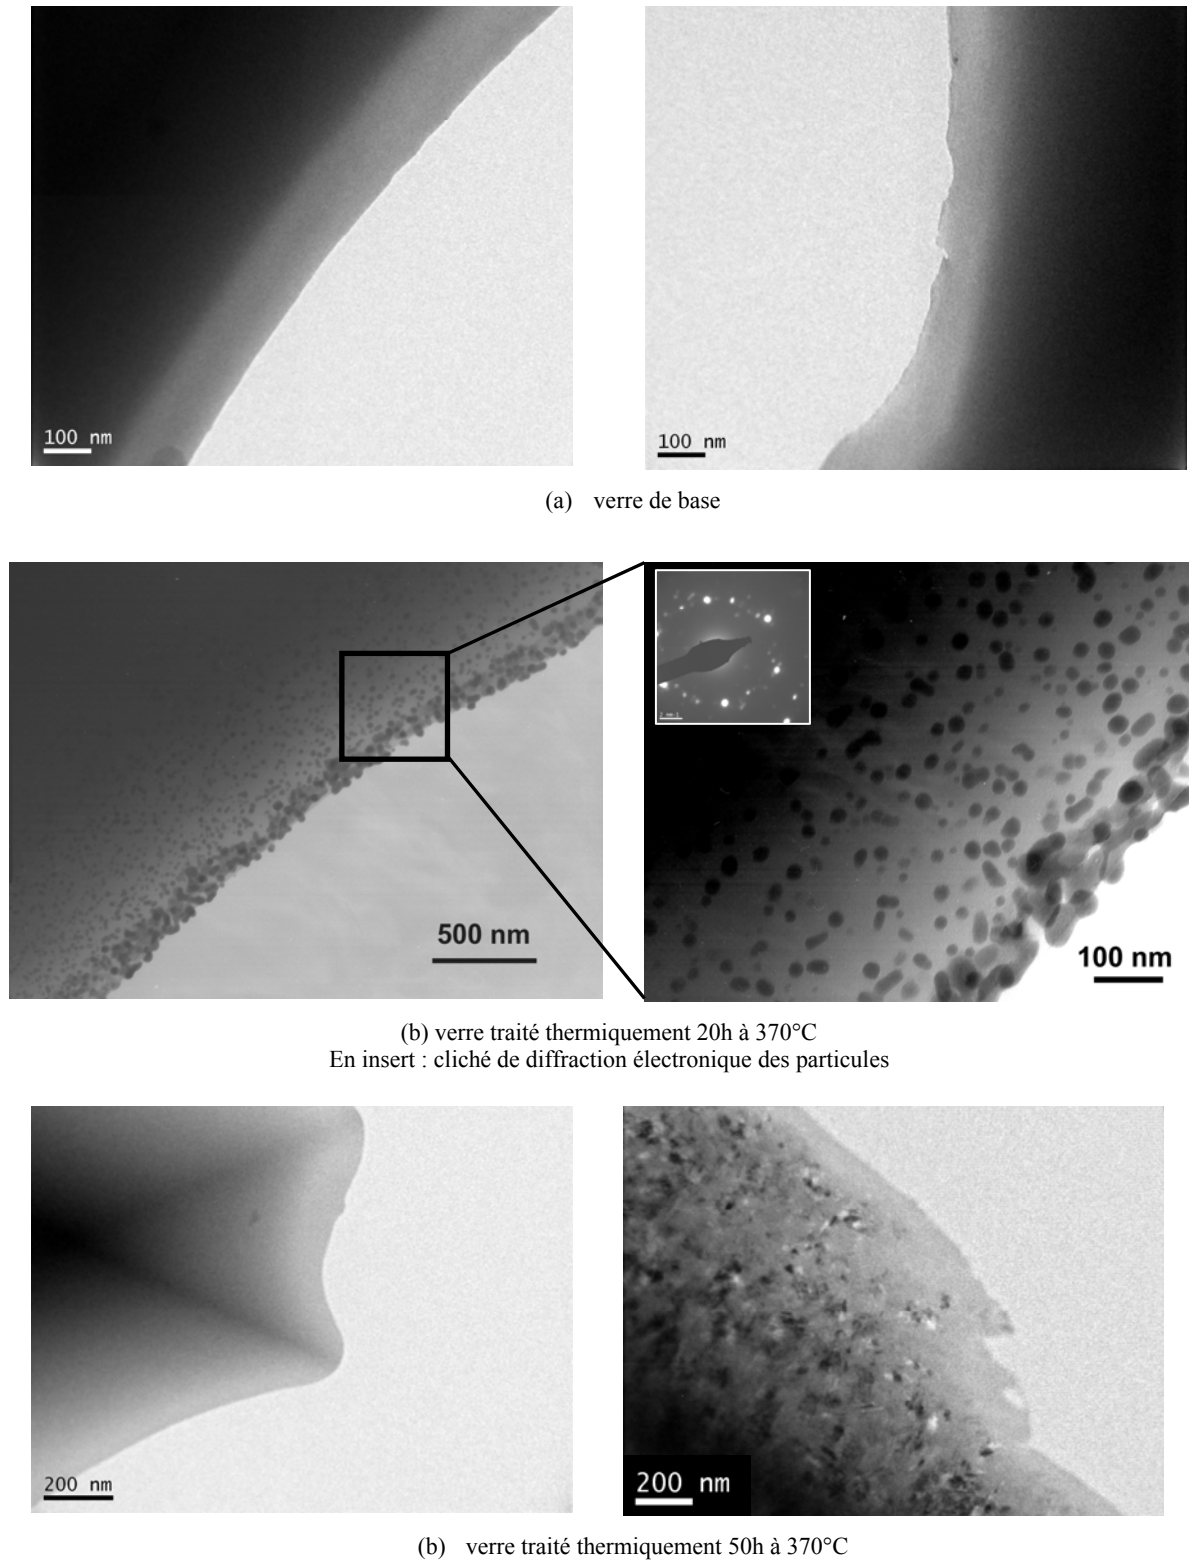 100 nm
100 nm
(a) verre de base
500 nm
100 nm
(b) verre traité thermiquement 20h à 370°C
En insert : cliché de diffraction électronique des particules
200 nm
200 nm
(b) verre traité thermiquement 50h à 370°C